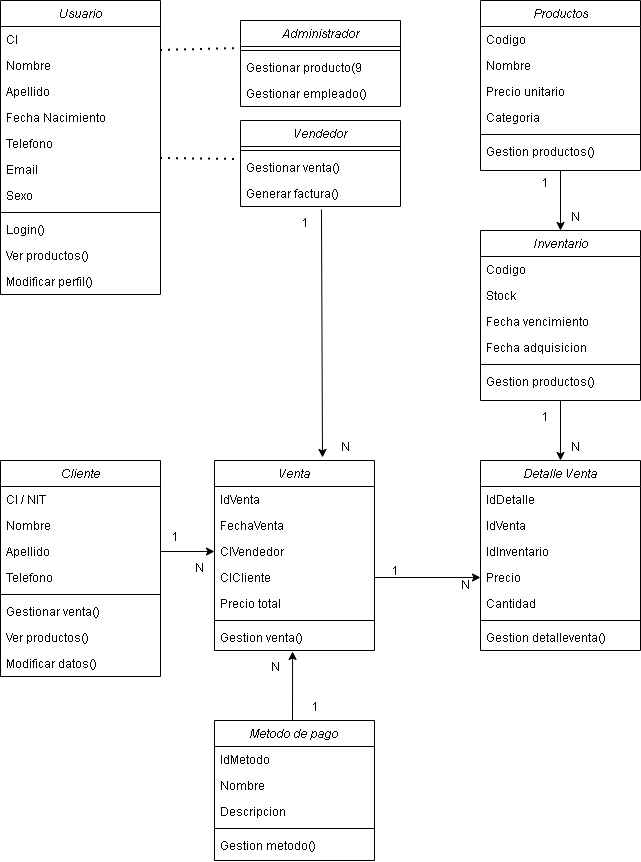 Usuario
CI
Nombre
Apellido
Fecha Nacimiento
Telefono
Email
Sexo
Login()
Ver productos()
Modificar perfil()
Administrador
Gestionar producto(9
Gestionar empleado()
Vendedor
Gestionar venta()
Generar factura()
1
N
Productos
Codigo
Nombre
Precio unitario
Categoria
Gestion productos()
1
N
Inventario
Codigo
Stock
Fecha vencimiento
Fecha adquisicion
Gestion productos()
1
N
Cliente
CI / NIT
Nombre
Apellido
Telefono
Gestionar venta()
Ver productos()
Modificar datos()
1
N
Venta
IdVenta
FechaVenta
CIVendedor
CICliente
Precio total
Gestion venta()
1
N
Detalle Venta
IdDetalle
IdVenta
IdInventario
Precio
Cantidad
Gestion detalleventa()
N
1
Metodo de pago
IdMetodo
Nombre
Descripcion
Gestion metodo()